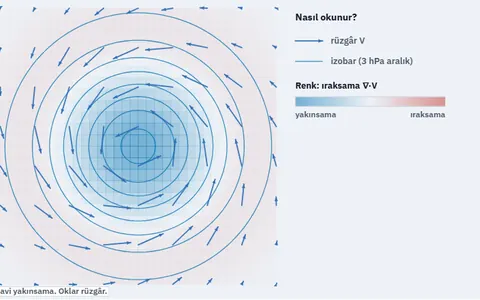 Nasıl okunur?
rüzgâr V
izobar (3 hPa aralık)
Renk: ıraksama ∇·V
yakınsama ıraksama
avi yakınsama. Oklar rüzgâr.